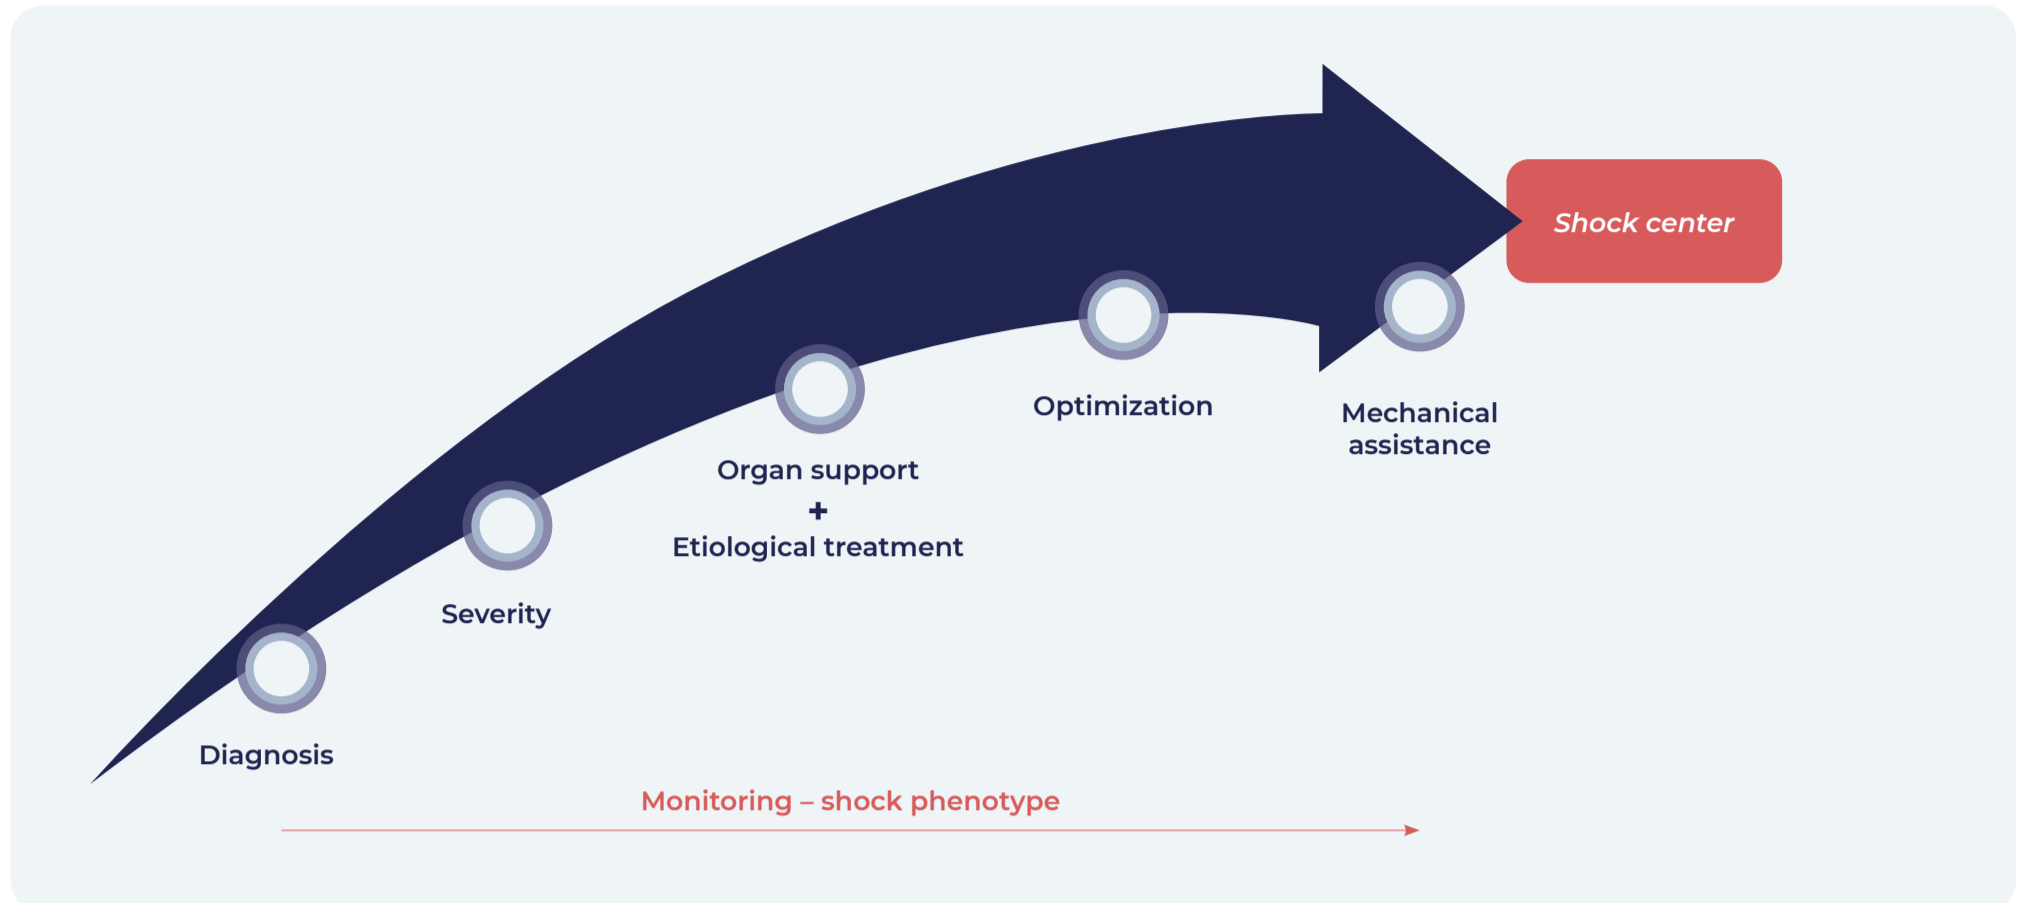 Shock center
Mechanical
assistance
Optimization
Organ support
+
Etiological treatment
Severity
Diagnosis
Monitoring – shock phenotype